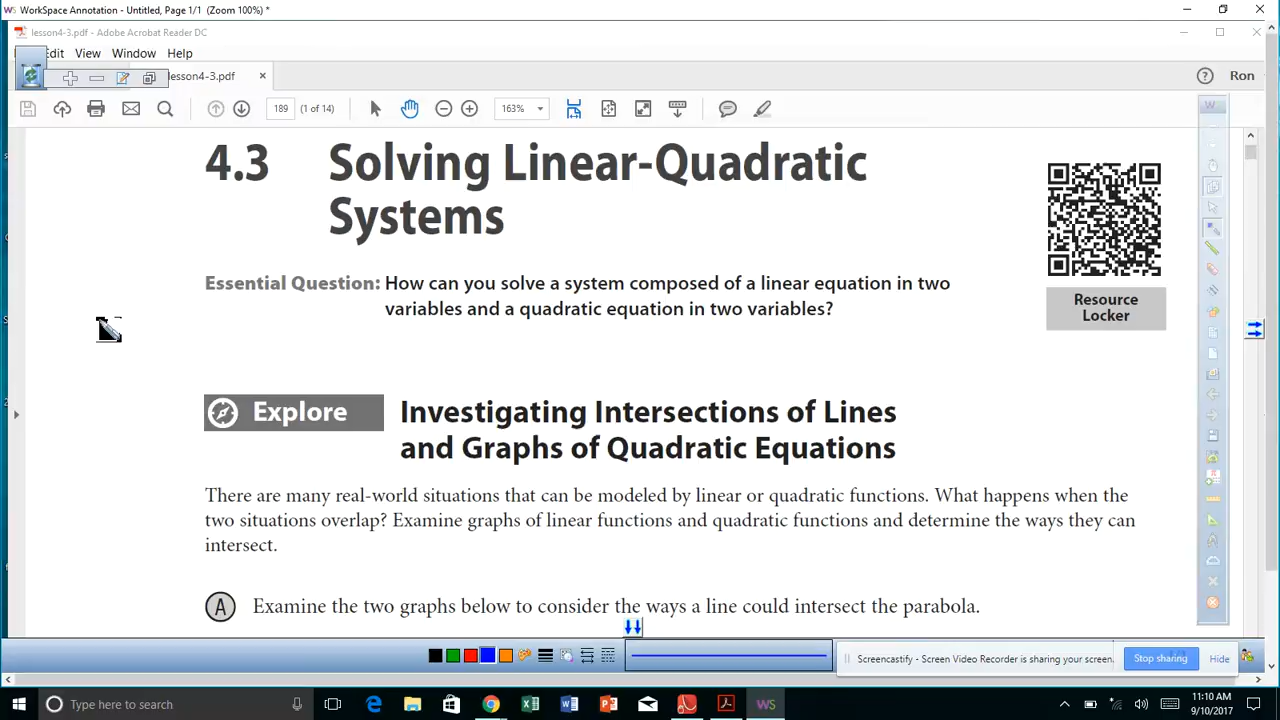 WorkSpace Annotation - Untitled, Page 1/1 (Zoom 100%) *
lesson4-3.pdf - Adobe Acrobat Reader DC
Edit View Window Help
lesson4-3.pdf
Ron
189 (1 of 14) 163%
4.3 Solving Linear-Quadratic
Systems
Essential Question: How can you solve a system composed of a linear equation in two
variables and a quadratic equation in two variables?
Resource
Locker
Explore Investigating Intersections of Lines
and Graphs of Quadratic Equations
There are many real-world situations that can be modeled by linear or quadratic functions. What happens when the
two situations overlap? Examine graphs of linear functions and quadratic functions and determine the ways they can
intersect.
A Examine the two graphs below to consider the ways a line could intersect the parabola.
Screencastify - Screen Video Recorder is sharing your screen. Stop sharing Hide
Type here to search
11:10 AM
9/10/2017